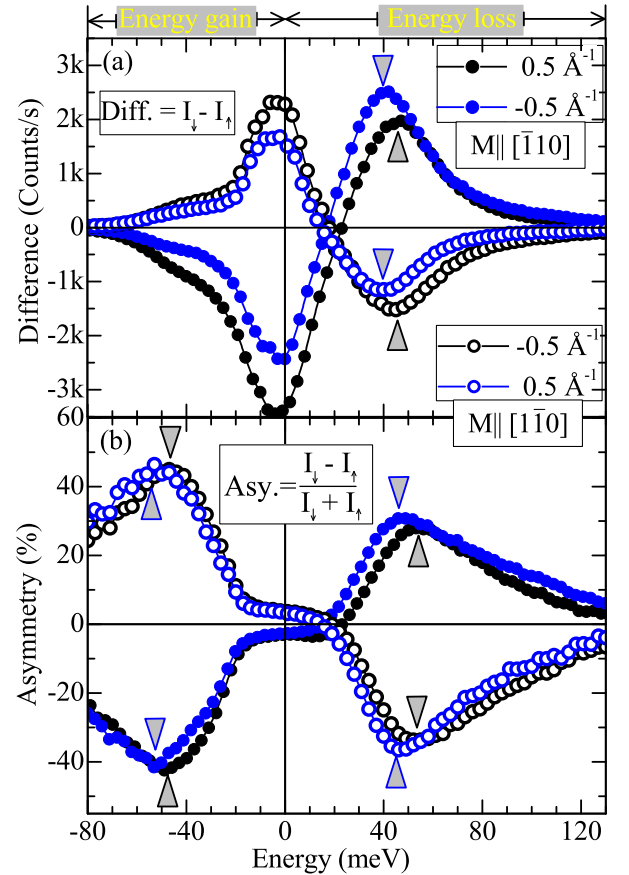 Energy gain Energy loss
(a)
Diff. = I↓ - I↑
0.5 Å⁻¹
-0.5 Å⁻¹
M|| [1̄10]
3k
2k
1k
0
-1k
-2k
-3k
Difference (Counts/s)
-0.5 Å⁻¹
0.5 Å⁻¹
M|| [11̄0]
(b)
Asy.= I↓ - I↑
I↓ + I↑
60
40
20
0
-20
-40
Asymmetry (%)
-80 -40 0 40 80 120
Energy (meV)